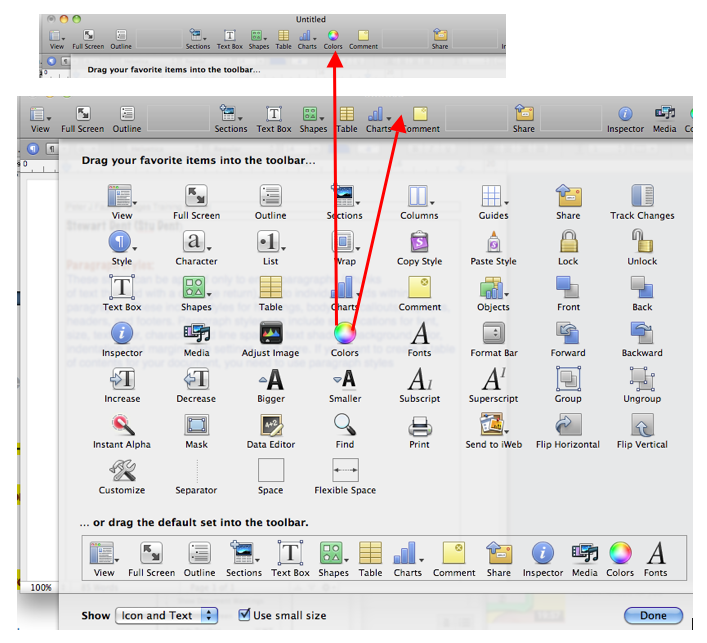 Untitled
View Full Screen Outline Sections Text Box Shapes Table Charts Colors Comment Share
Drag your favorite items into the toolbar...
View Full Screen Outline Sections Text Box Shapes Table Charts Comment Share Inspector Media
Drag your favorite items into the toolbar...
View Full Screen Outline Sections Columns Guides Share Track Changes
Style Character List Wrap Copy Style Paste Style Lock Unlock
Text Box Shapes Table Charts Comment Objects Front Back
Inspector Media Adjust Image Colors Fonts Format Bar Forward Backward
Increase Decrease Bigger Smaller Subscript Superscript Group Ungroup
Instant Alpha Mask Data Editor Find Print Send to iWeb Flip Horizontal Flip Vertical
Customize Separator Space Flexible Space
... or drag the default set into the toolbar.
View Full Screen Outline Sections Text Box Shapes Table Charts Comment Share Inspector Media Colors Fonts
100%
Show Icon and Text Use small size Done